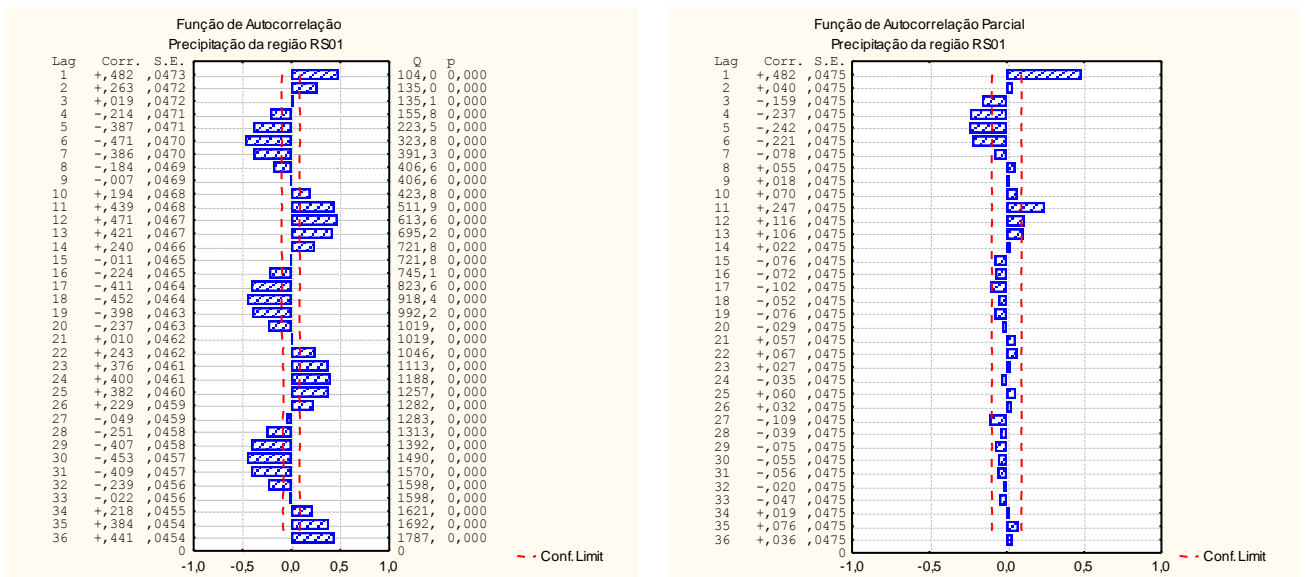 Função de Autocorrelação
Precipitação da região RS01
Lag Corr. S.E. Q p
1 +,482 ,0473 104,0 0,000
2 +,263 ,0472 135,0 0,000
3 +,019 ,0472 135,1 0,000
4 -,214 ,0471 155,8 0,000
5 -,387 ,0471 223,5 0,000
6 -,471 ,0470 323,8 0,000
7 -,386 ,0470 391,3 0,000
8 -,184 ,0469 406,6 0,000
9 -,007 ,0469 406,6 0,000
10 +,194 ,0468 423,8 0,000
11 +,439 ,0468 511,9 0,000
12 +,471 ,0467 613,6 0,000
13 +,421 ,0467 695,2 0,000
14 +,240 ,0466 721,8 0,000
15 -,011 ,0465 721,8 0,000
16 -,224 ,0465 745,1 0,000
17 -,411 ,0464 823,6 0,000
18 -,452 ,0464 918,4 0,000
19 -,398 ,0463 992,2 0,000
20 -,237 ,0463 1019, 0,000
21 +,010 ,0462 1019, 0,000
22 +,243 ,0462 1046, 0,000
23 +,376 ,0461 1113, 0,000
24 +,400 ,0461 1188, 0,000
25 +,382 ,0460 1257, 0,000
26 +,229 ,0459 1282, 0,000
27 -,049 ,0459 1283, 0,000
28 -,251 ,0458 1313, 0,000
29 -,407 ,0458 1392, 0,000
30 -,453 ,0457 1490, 0,000
31 -,409 ,0457 1570, 0,000
32 -,239 ,0456 1598, 0,000
33 -,022 ,0456 1598, 0,000
34 +,218 ,0455 1621, 0,000
35 +,384 ,0454 1692, 0,000
36 +,441 ,0454 1787, 0,000
0 0
-1,0 -0,5 0,0 0,5 1,0
Conf. Limit
Função de Autocorrelação Parcial
Precipitação da região RS01
Lag Corr. S.E.
1 +,482 ,0475
2 +,040 ,0475
3 -,159 ,0475
4 -,237 ,0475
5 -,242 ,0475
6 -,221 ,0475
7 -,078 ,0475
8 +,055 ,0475
9 +,018 ,0475
10 +,070 ,0475
11 +,247 ,0475
12 +,116 ,0475
13 +,106 ,0475
14 +,022 ,0475
15 -,076 ,0475
16 -,072 ,0475
17 -,102 ,0475
18 -,052 ,0475
19 -,076 ,0475
20 -,029 ,0475
21 +,057 ,0475
22 +,067 ,0475
23 +,027 ,0475
24 -,035 ,0475
25 +,060 ,0475
26 +,032 ,0475
27 -,109 ,0475
28 -,039 ,0475
29 -,075 ,0475
30 -,055 ,0475
31 -,056 ,0475
32 -,020 ,0475
33 -,047 ,0475
34 +,019 ,0475
35 +,076 ,0475
36 +,036 ,0475
0
-1,0 -0,5 0,0 0,5 1,0
Conf. Limit